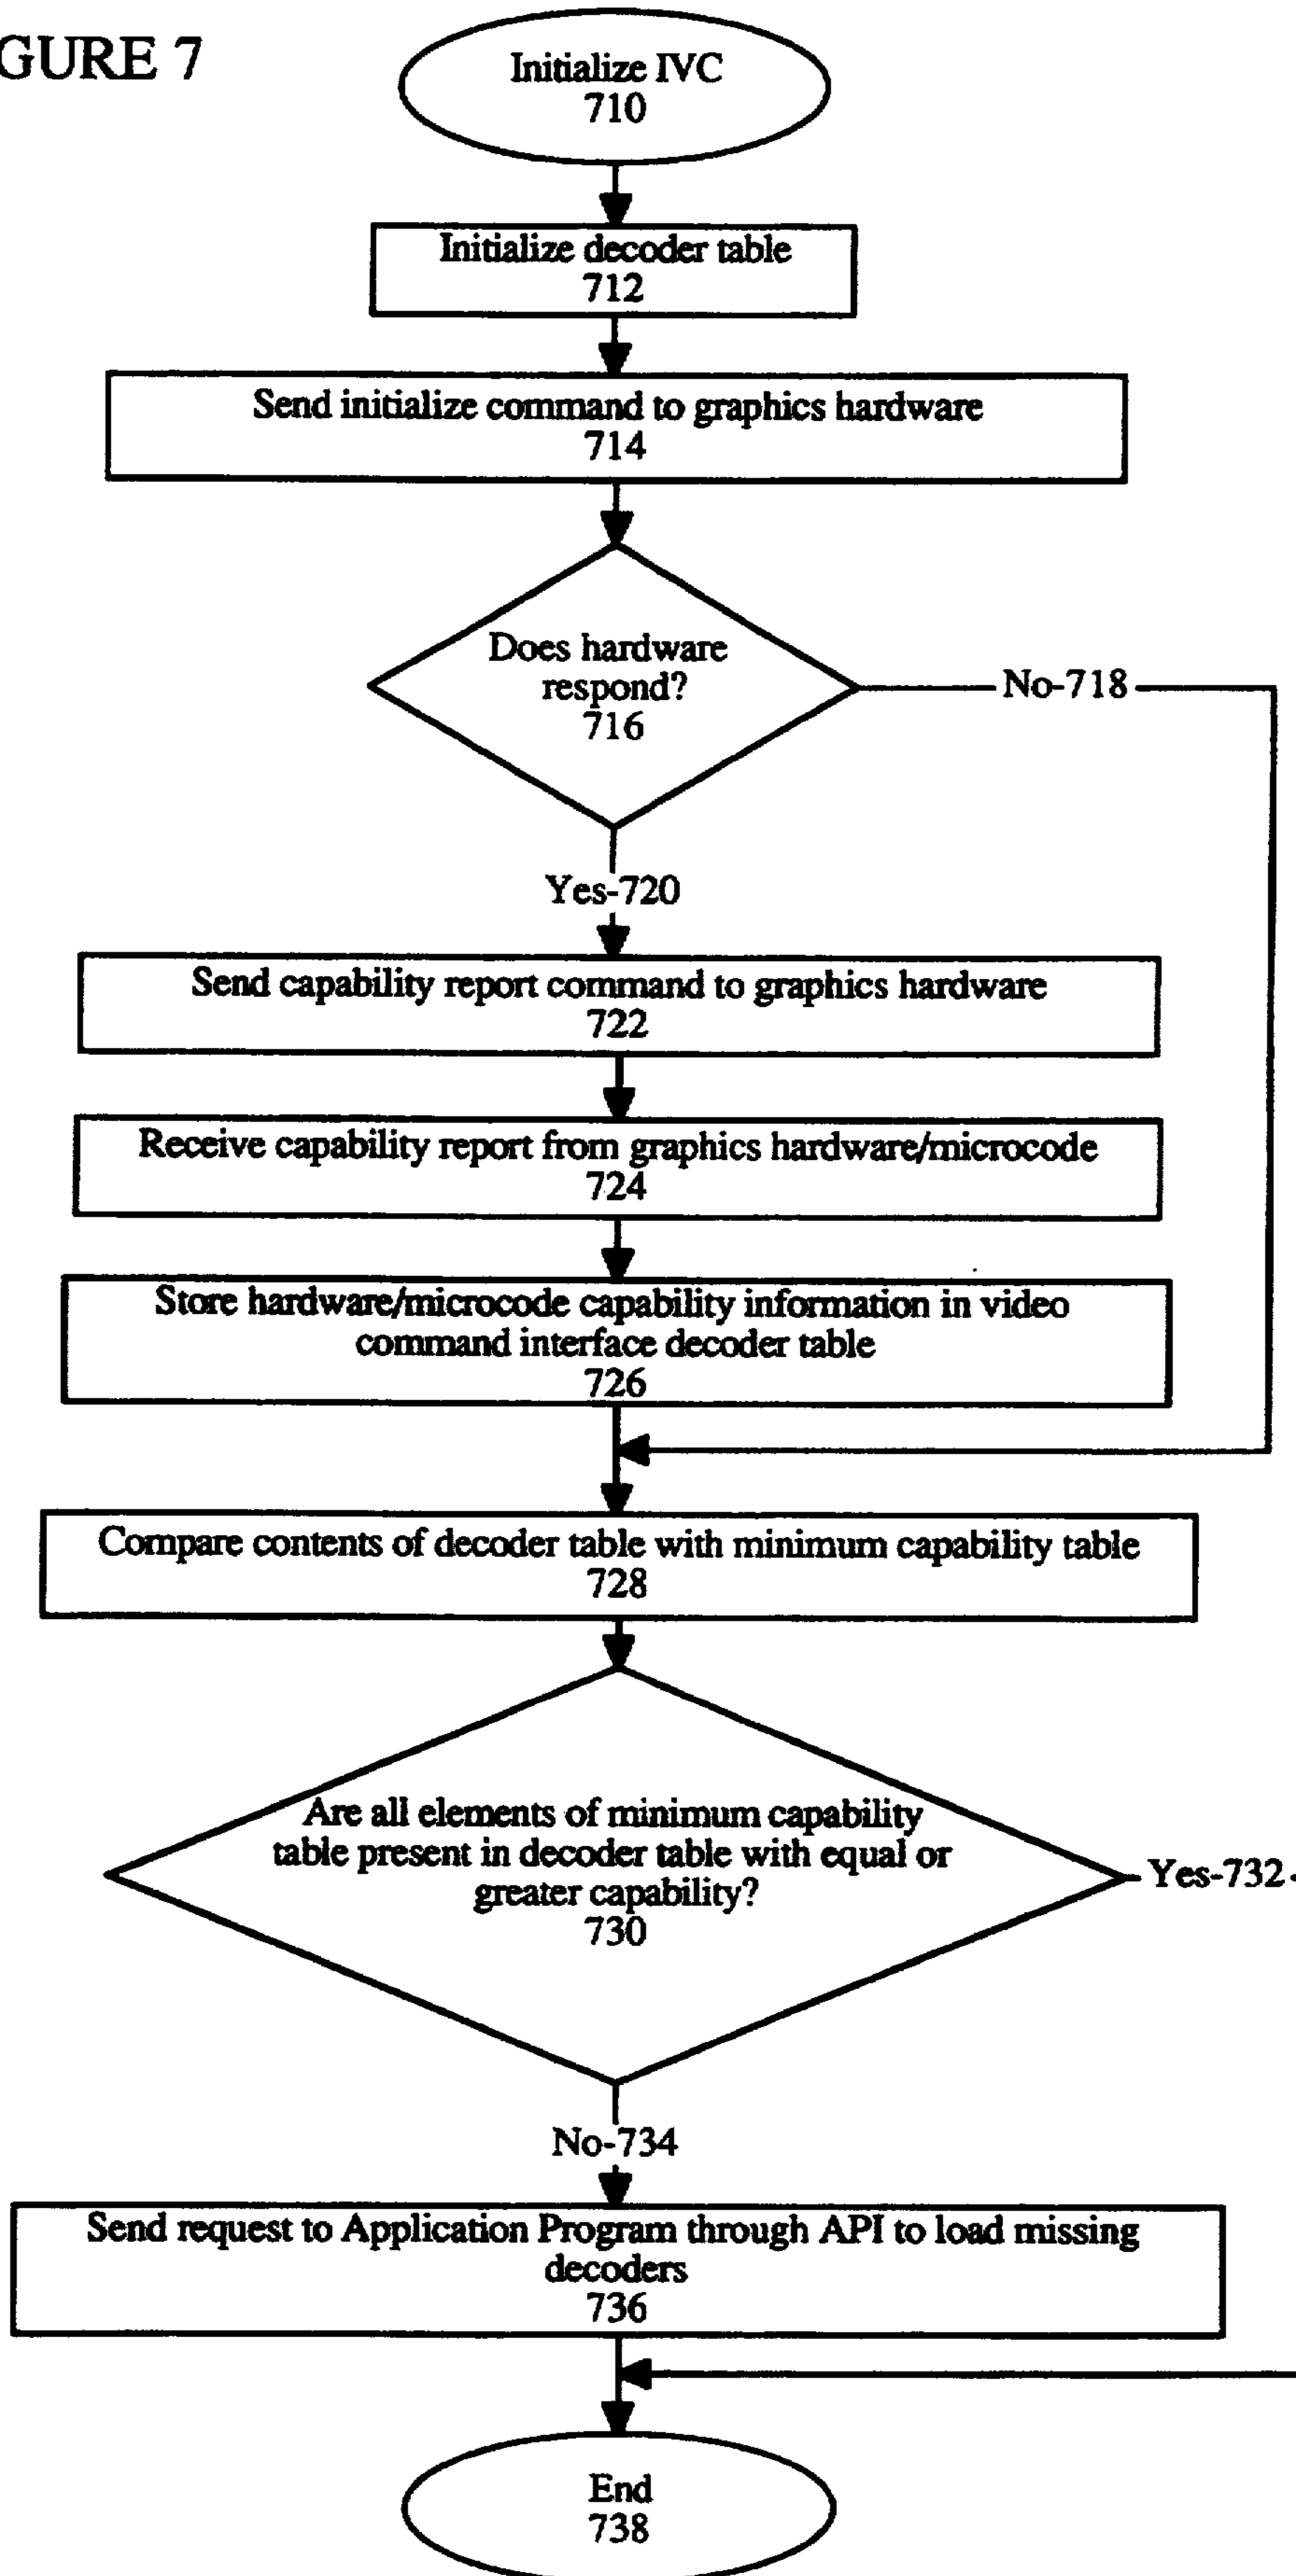 GURE 7
Initialize IVC
710
Initialize decoder table
712
Send initialize command to graphics hardware
714
Does hardware
respond?
716
No-718
Yes-720
Send capability report command to graphics hardware
722
Receive capability report from graphics hardware/microcode
724
Store hardware/microcode capability information in video
command interface decoder table
726
Compare contents of decoder table with minimum capability table
728
Are all elements of minimum capability
table present in decoder table with equal or
greater capability?
730
Yes-732
No-734
Send request to Application Program through API to load missing
decoders
736
End
738